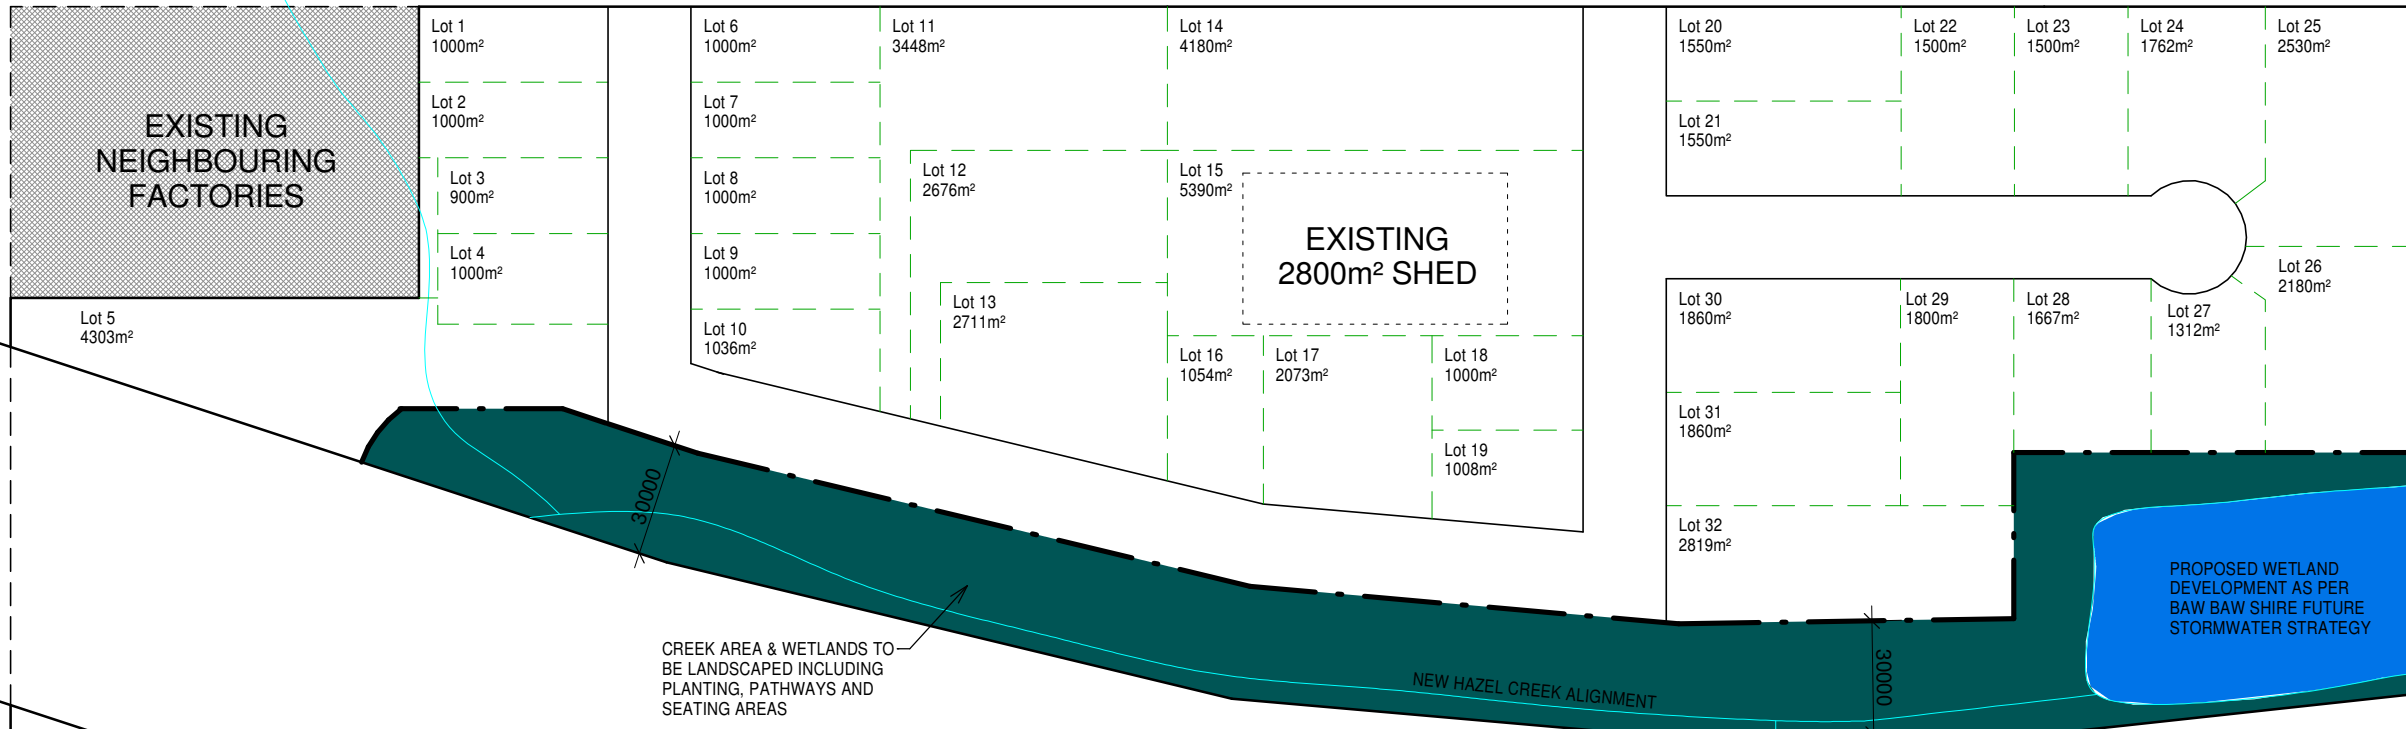 EXISTING
NEIGHBOURING
FACTORIES
Lot 1
1000m²
Lot 2
1000m²
Lot 3
900m²
Lot 4
1000m²
Lot 5
4303m²
Lot 6
1000m²
Lot 7
1000m²
Lot 8
1000m²
Lot 9
1000m²
Lot 10
1036m²
Lot 11
3448m²
Lot 12
2676m²
Lot 13
2711m²
Lot 14
4180m²
Lot 15
5390m²
EXISTING
2800m² SHED
Lot 16
1054m²
Lot 17
2073m²
Lot 18
1000m²
Lot 19
1008m²
Lot 20
1550m²
Lot 21
1550m²
Lot 22
1500m²
Lot 23
1500m²
Lot 24
1762m²
Lot 25
2530m²
Lot 26
2180m²
Lot 27
1312m²
Lot 28
1667m²
Lot 29
1800m²
Lot 30
1860m²
Lot 31
1860m²
Lot 32
2819m²
30000
CREEK AREA & WETLANDS TO
BE LANDSCAPED INCLUDING
PLANTING, PATHWAYS AND
SEATING AREAS
NEW HAZEL CREEK ALIGNMENT
30000
PROPOSED WETLAND
DEVELOPMENT AS PER
BAW BAW SHIRE FUTURE
STORMWATER STRATEGY